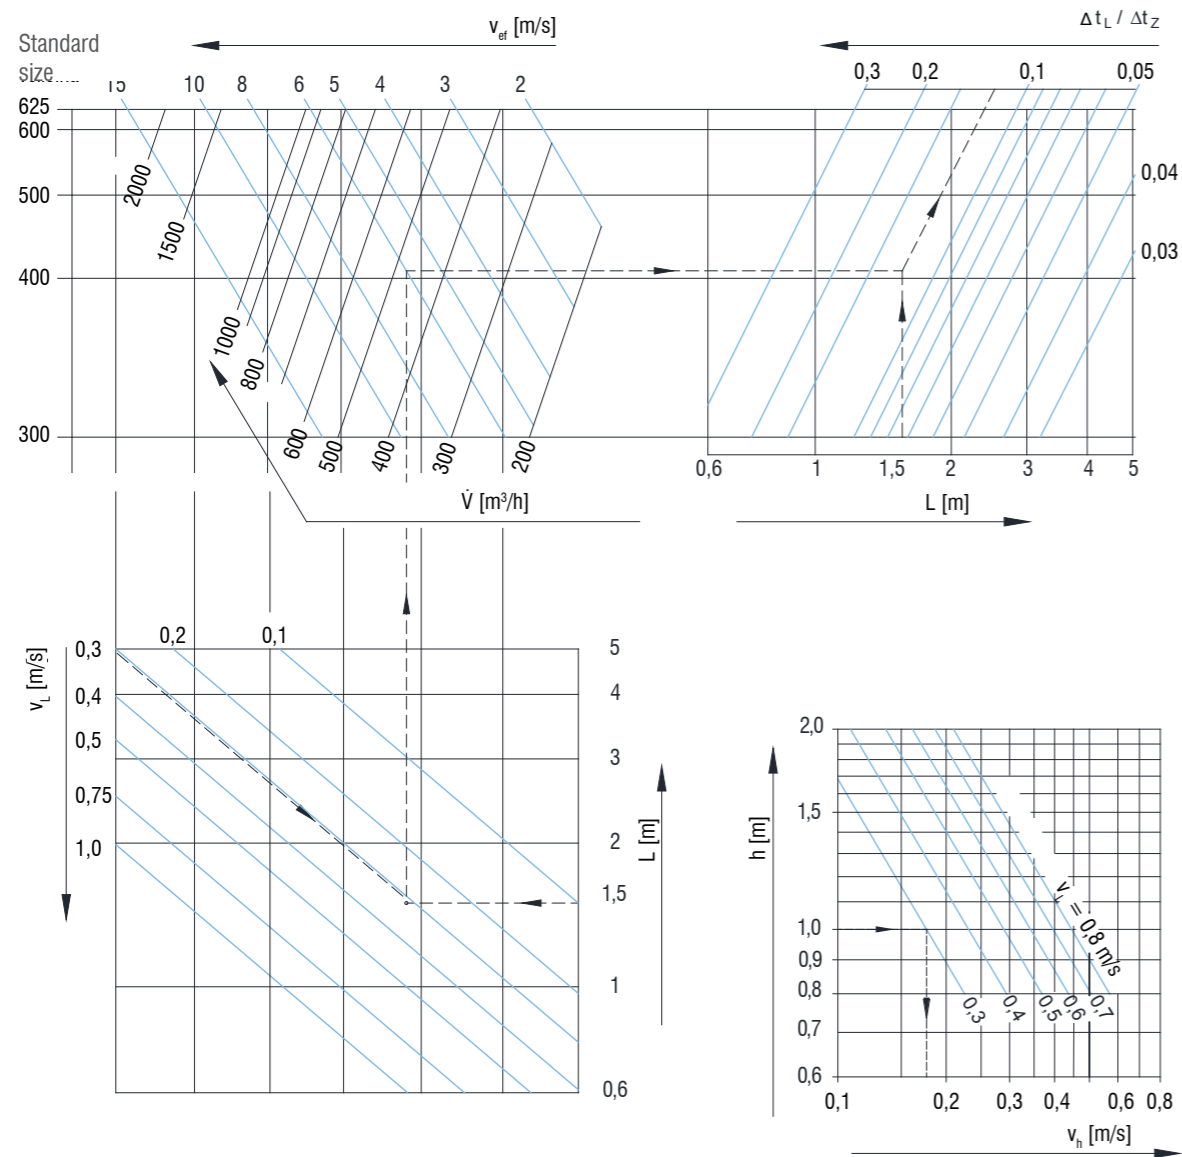 v_ef [m/s]
Δt_L / Δt_Z
Standard
size
15 10 8 6 5 4 3 2
0,3 0,2 0,1 0,05
625
600
500
400
300
0,04
0,03
2000
1500
1000
800
600
500
400
300
200
0,6 1 1,5 2 3 4 5
V̇ [m³/h]
L [m]
0,2 0,1
v_L [m/s]
0,3
0,4
0,5
0,75
1,0
5
4
3
2
1,5
1
0,6
L [m]
h [m]
2,0
1,5
1,0
0,9
0,8
0,7
0,6
v_L = 0,8 m/s
0,3 0,4 0,5 0,6 0,7
0,1 0,2 0,3 0,4 0,6 0,8
v_h [m/s]